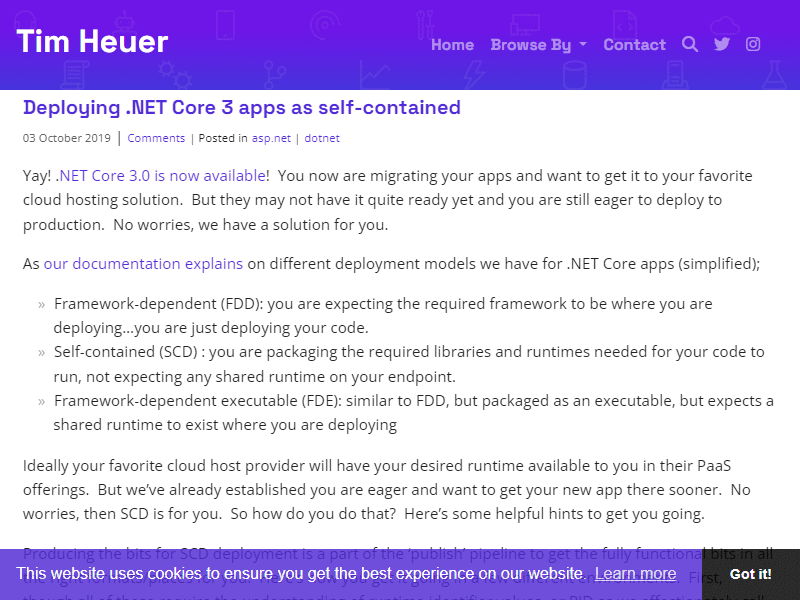 Tim Heuer
Home Browse By Contact
Deploying .NET Core 3 apps as self-contained
03 October 2019 | Comments | Posted in asp.net | dotnet
Yay! .NET Core 3.0 is now available!  You now are migrating your apps and want to get it to your favorite
cloud hosting solution.  But they may not have it quite ready yet and you are still eager to deploy to
production.  No worries, we have a solution for you.
As our documentation explains on different deployment models we have for .NET Core apps (simplified);
» Framework-dependent (FDD): you are expecting the required framework to be where you are
deploying…you are just deploying your code.
» Self-contained (SCD) : you are packaging the required libraries and runtimes needed for your code to
run, not expecting any shared runtime on your endpoint.
» Framework-dependent executable (FDE): similar to FDD, but packaged as an executable, but expects a
shared runtime to exist where you are deploying
Ideally your favorite cloud host provider will have your desired runtime available to you in their PaaS
offerings.  But we’ve already established you are eager and want to get your new app there sooner.  No
worries, then SCD is for you.  So how do you do that?  Here’s some helpful hints to get you going.
Producing the bits for SCD deployment is a part of the ‘publish’ pipeline to get the fully functional bits in all
This website uses cookies to ensure you get the best experience on our website. Learn more Got it!